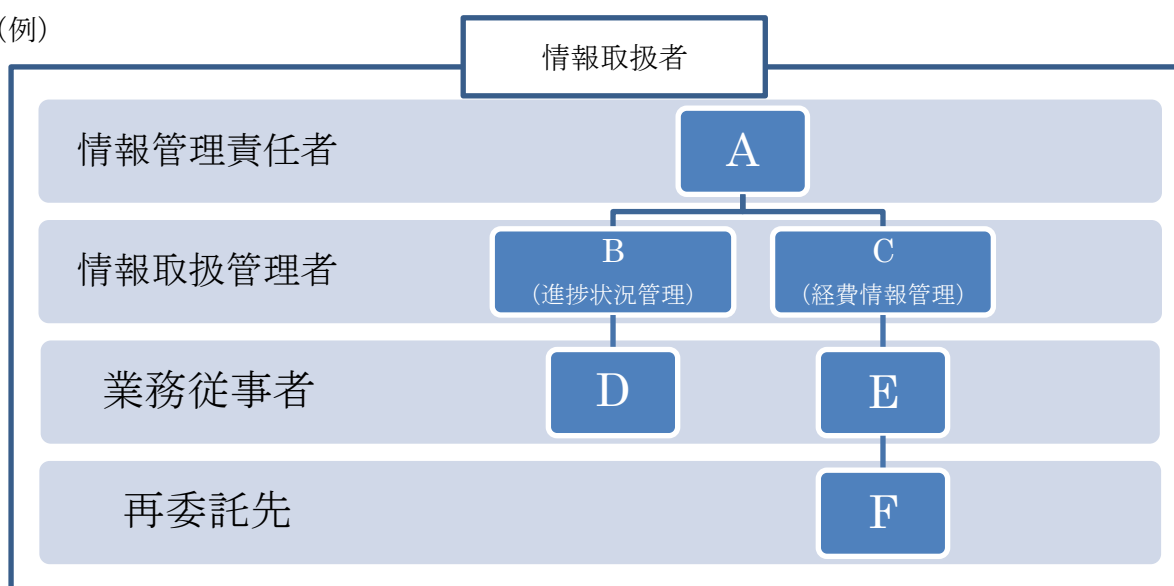 (例)
情報取扱者
情報管理責任者
A
情報取扱管理者
B
(進捗状況管理)
C
(経費情報管理)
業務従事者
D
E
再委託先
F